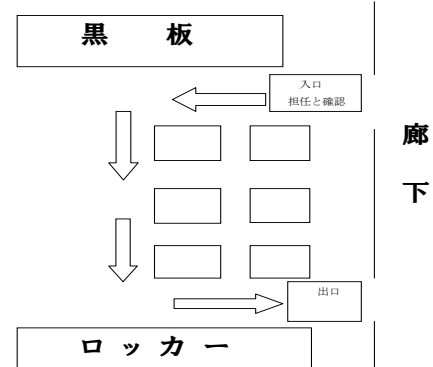 黒 板
入口
担任と確認
廊
下
出口
ロ ッ カ ー